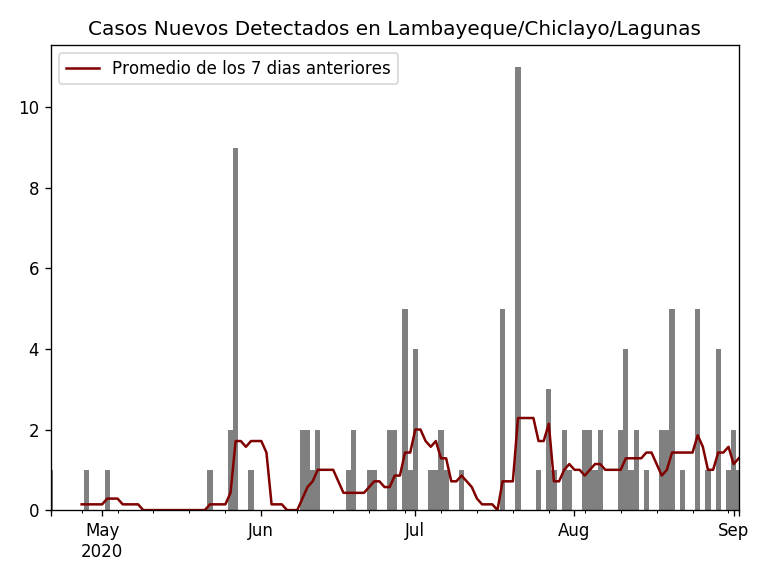 Casos Nuevos Detectados en Lambayeque/Chiclayo/Lagunas
Promedio de los 7 dias anteriores
10
8
6
4
2
0
May Jun Jul Aug Sep
2020